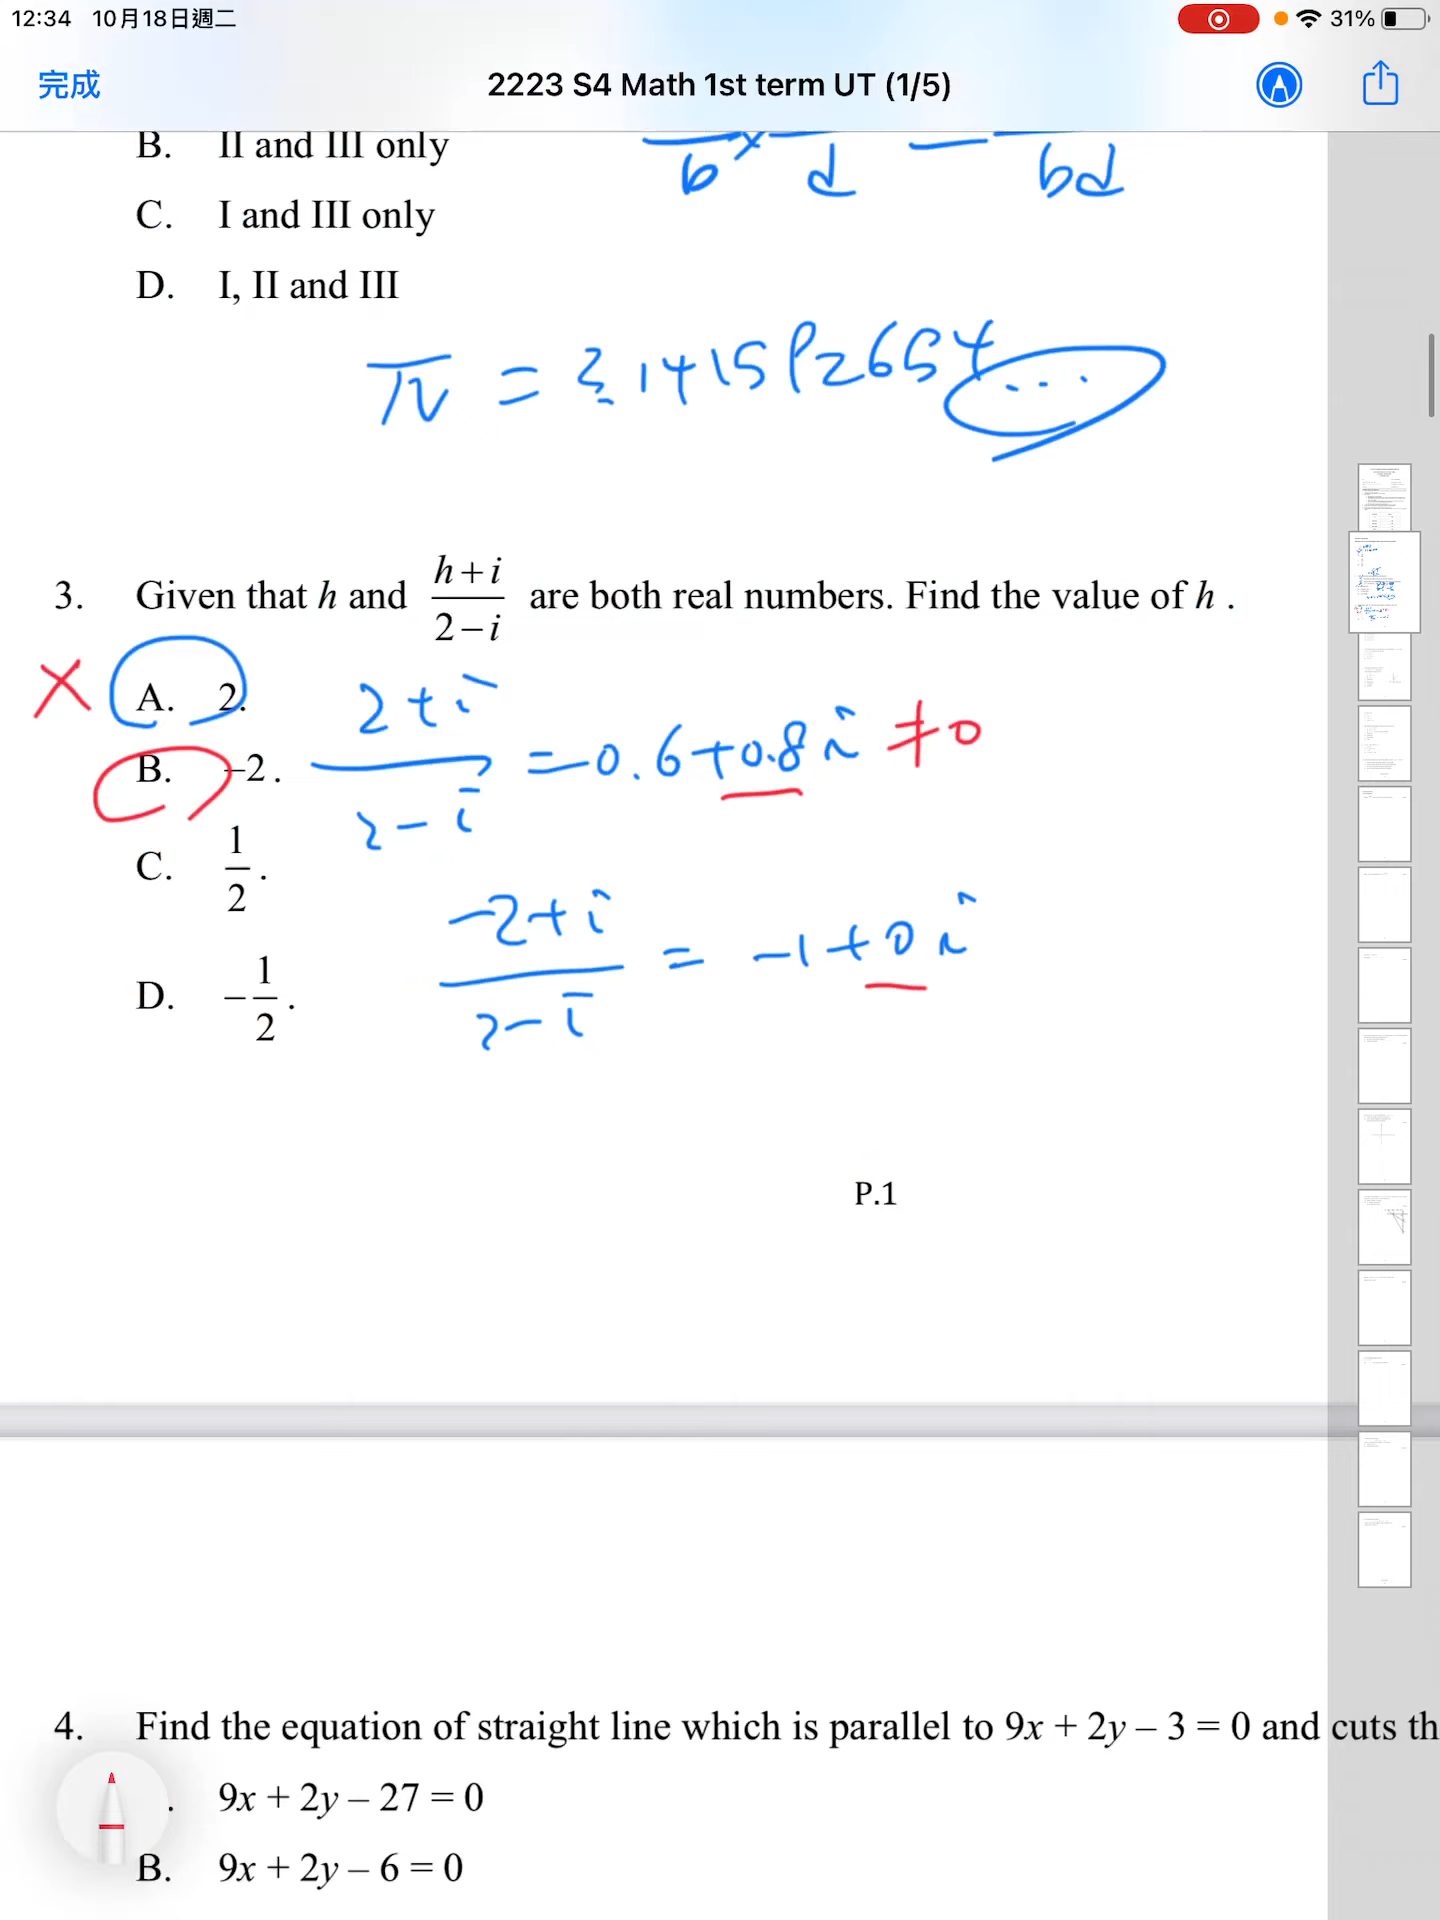 12:34 10月18日週二 31%
完成 2223 S4 Math 1st term UT (1/5)
B. II and III only
b × d = bd
C. I and III only
D. I, II and III
π = 3.141592654...
3. Given that h and (h+i)/(2−i) are both real numbers. Find the value of h .
A. 2.
(2+i)/(2−i) = 0.6+0.8i ≠0
B. −2.
C. 1/2 .
(−2+i)/(2−i) = −1+0i
D. −1/2 .
P.1
4. Find the equation of straight line which is parallel to 9x + 2y – 3 = 0 and cuts th
. 9x + 2y – 27 = 0
B. 9x + 2y – 6 = 0